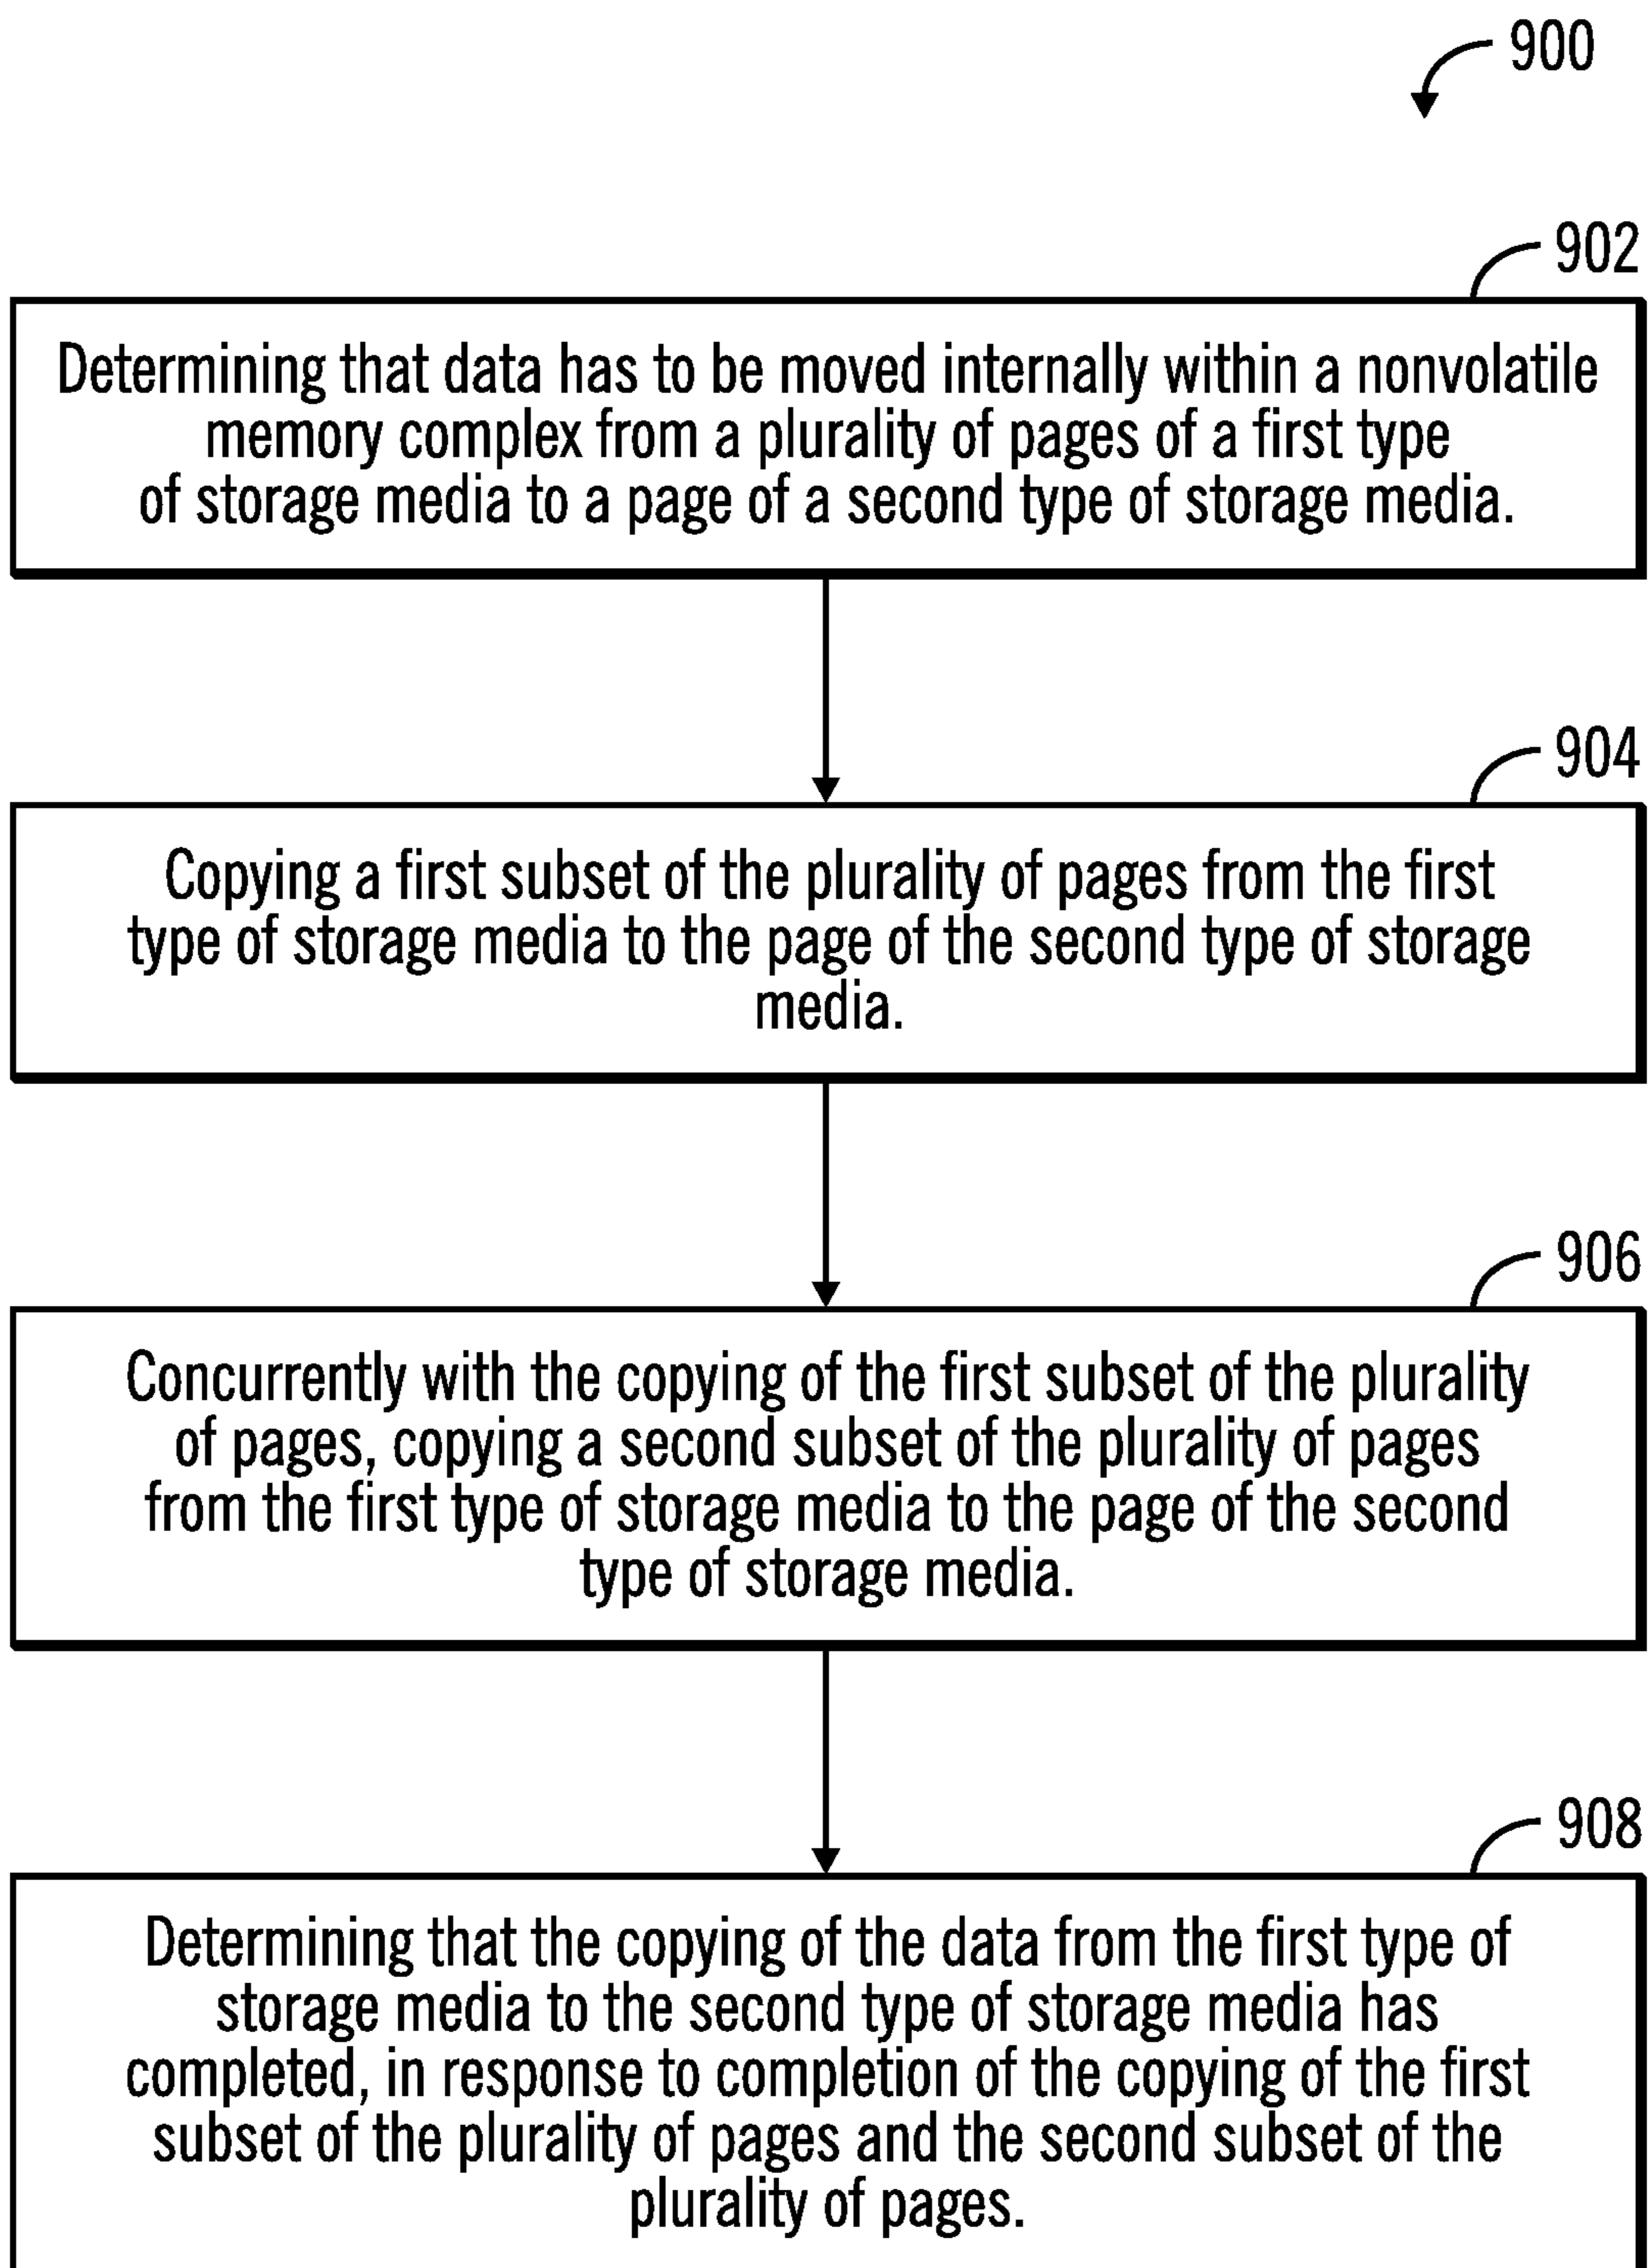 900
902
Determining that data has to be moved internally within a nonvolatile
memory complex from a plurality of pages of a first type
of storage media to a page of a second type of storage media.
904
Copying a first subset of the plurality of pages from the first
type of storage media to the page of the second type of storage
media.
906
Concurrently with the copying of the first subset of the plurality
of pages, copying a second subset of the plurality of pages
from the first type of storage media to the page of the second
type of storage media.
908
Determining that the copying of the data from the first type of
storage media to the second type of storage media has
completed, in response to completion of the copying of the first
subset of the plurality of pages and the second subset of the
plurality of pages.